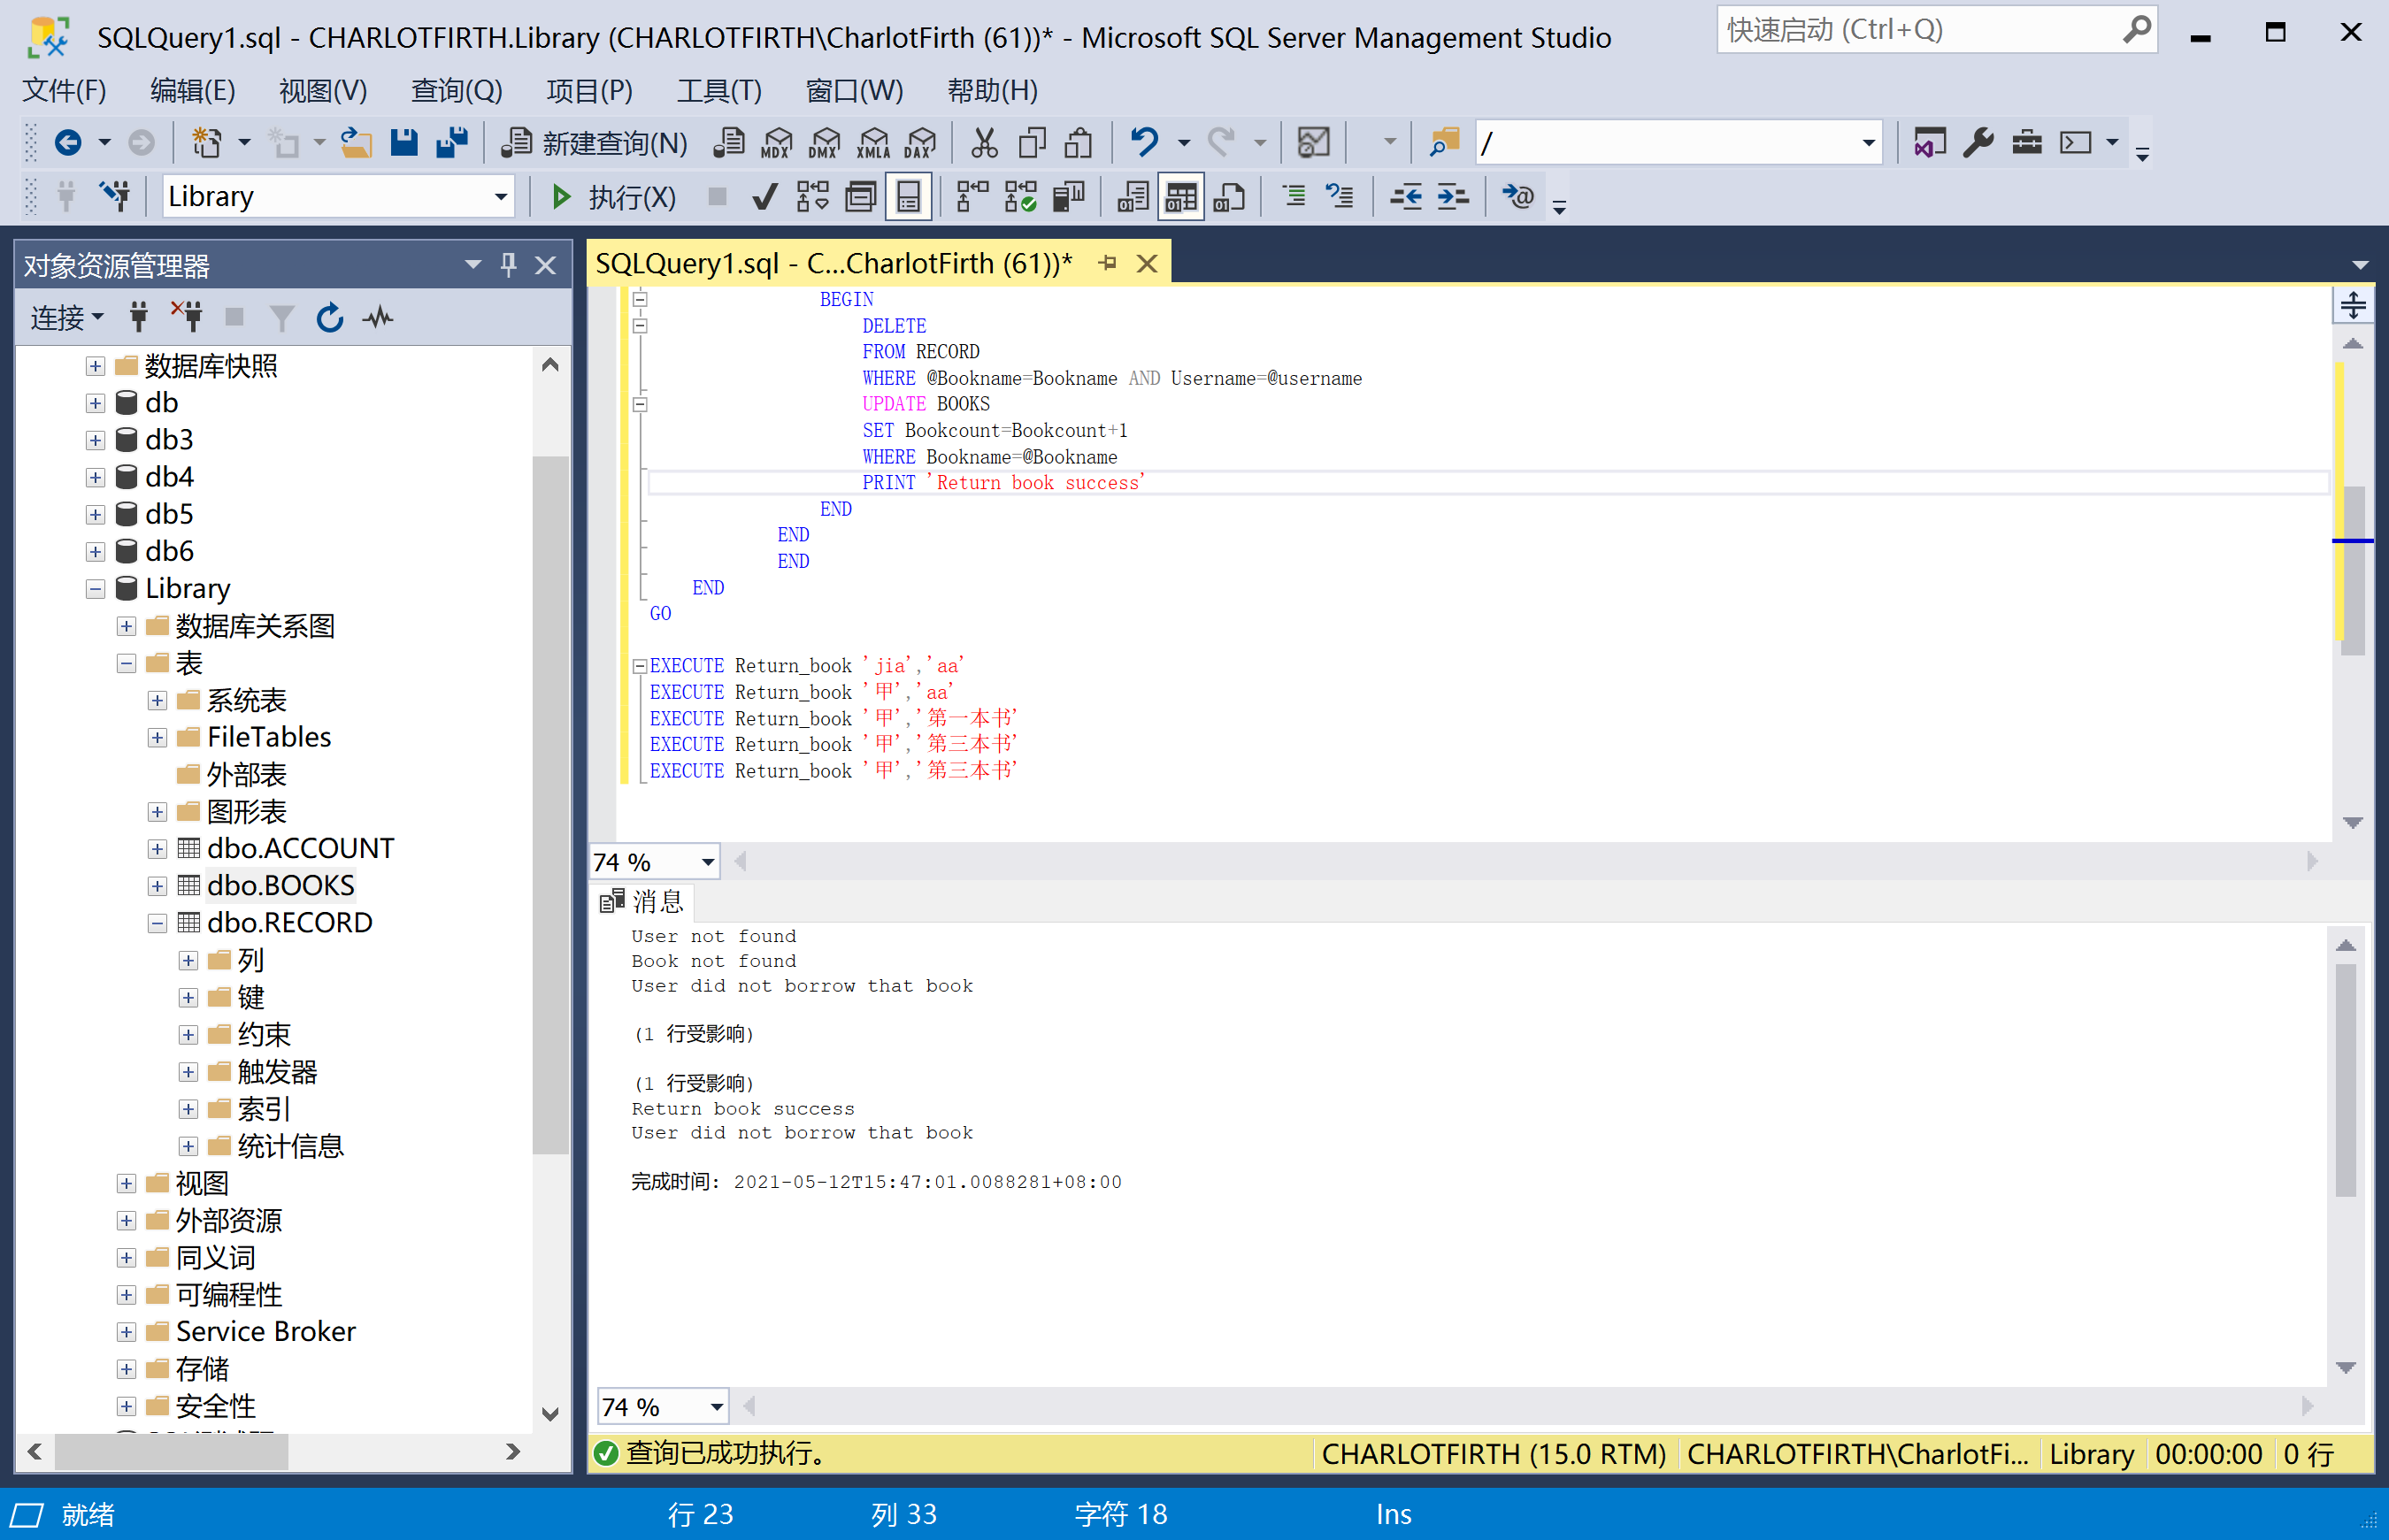 SQLQuery1.sql - CHARLOTFIRTH.Library (CHARLOTFIRTH\CharlotFirth (61))* - Microsoft SQL Server Management Studio
快速启动 (Ctrl+Q)
文件(F) 编辑(E) 视图(V) 查询(Q) 项目(P) 工具(T) 窗口(W) 帮助(H)
新建查询(N) MDX DMX XMLA DAX /
Library 执行(X)
对象资源管理器
连接
数据库快照
db
db3
db4
db5
db6
Library
数据库关系图
表
系统表
FileTables
外部表
图形表
dbo.ACCOUNT
dbo.BOOKS
dbo.RECORD
列
键
约束
触发器
索引
统计信息
视图
外部资源
同义词
可编程性
Service Broker
存储
安全性
SQLQuery1.sql - C...CharlotFirth (61))*
BEGIN
DELETE
FROM RECORD
WHERE @Bookname=Bookname AND Username=@username
UPDATE BOOKS
SET Bookcount=Bookcount+1
WHERE Bookname=@Bookname
PRINT 'Return book success'
END
END
END
END
GO
EXECUTE Return_book 'jia','aa'
EXECUTE Return_book '甲','aa'
EXECUTE Return_book '甲','第一本书'
EXECUTE Return_book '甲','第三本书'
EXECUTE Return_book '甲','第三本书'
74 %
消息
User not found
Book not found
User did not borrow that book
(1 行受影响)
(1 行受影响)
Return book success
User did not borrow that book
完成时间: 2021-05-12T15:47:01.0088281+08:00
74 %
查询已成功执行。 CHARLOTFIRTH (15.0 RTM) CHARLOTFIRTH\CharlotFi... Library 00:00:00 0 行
就绪 行 23 列 33 字符 18 Ins